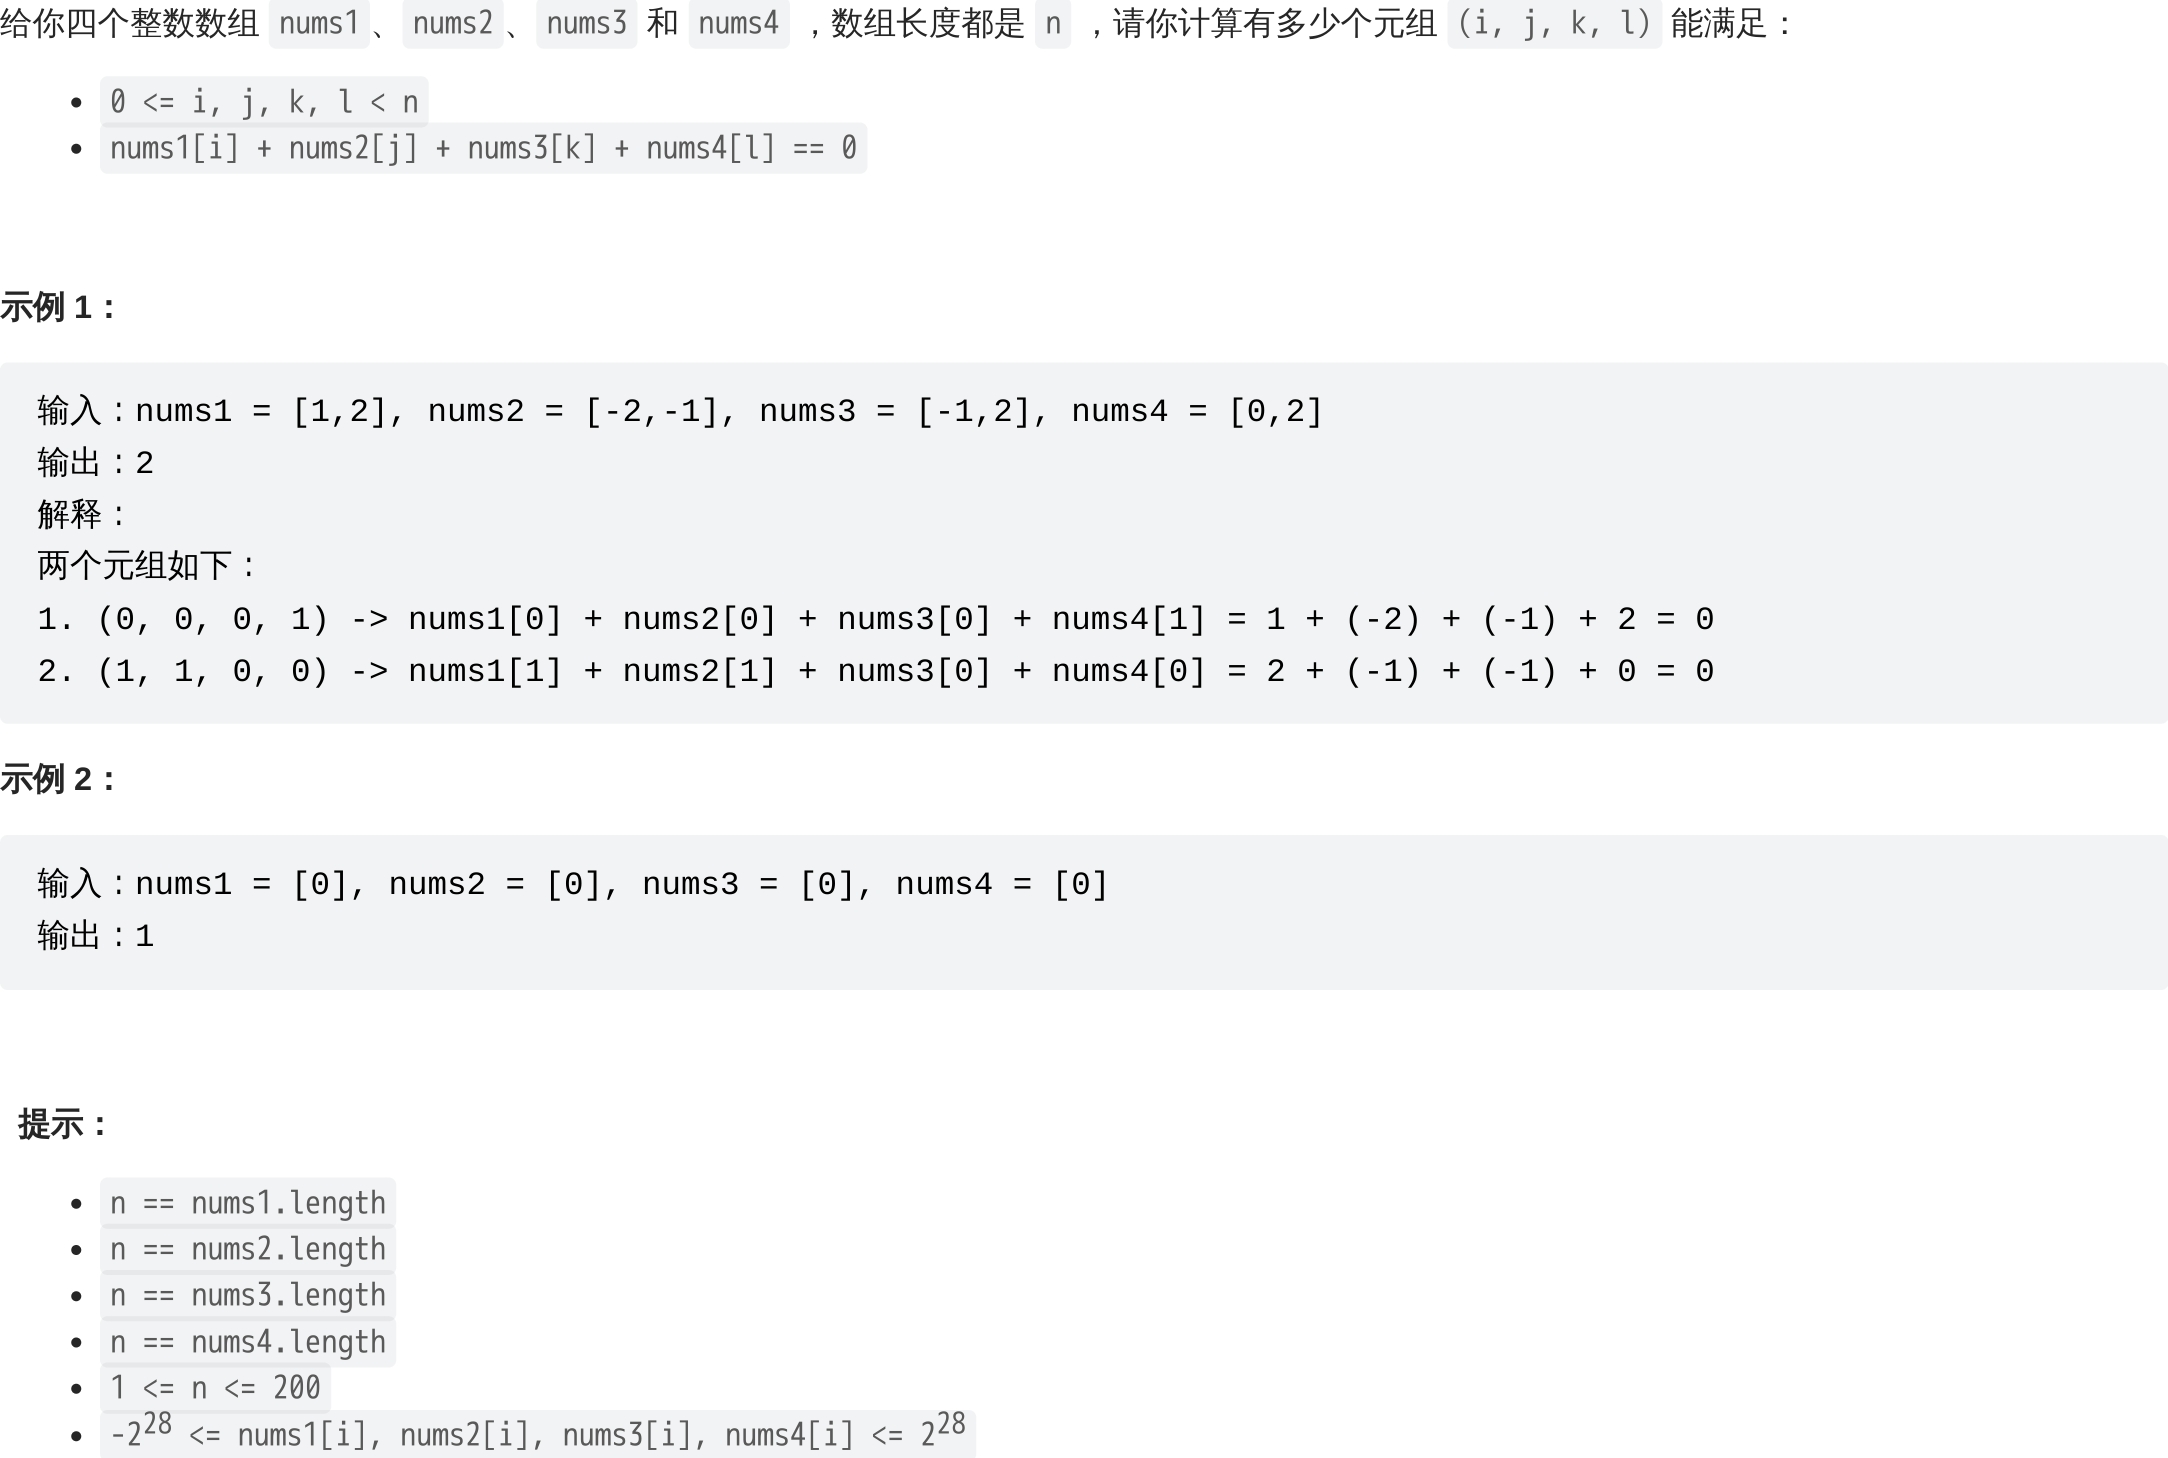 给你四个整数数组 nums1、nums2、nums3 和 nums4 ，数组长度都是 n ，请你计算有多少个元组 (i, j, k, l) 能满足：
• 0 <= i, j, k, l < n
• nums1[i] + nums2[j] + nums3[k] + nums4[l] == 0
示例 1：
输入：nums1 = [1,2], nums2 = [-2,-1], nums3 = [-1,2], nums4 = [0,2]
输出：2
解释：
两个元组如下：
1. (0, 0, 0, 1) -> nums1[0] + nums2[0] + nums3[0] + nums4[1] = 1 + (-2) + (-1) + 2 = 0
2. (1, 1, 0, 0) -> nums1[1] + nums2[1] + nums3[0] + nums4[0] = 2 + (-1) + (-1) + 0 = 0
示例 2：
输入：nums1 = [0], nums2 = [0], nums3 = [0], nums4 = [0]
输出：1
提示：
• n == nums1.length
• n == nums2.length
• n == nums3.length
• n == nums4.length
• 1 <= n <= 200
• -2²⁸ <= nums1[i], nums2[i], nums3[i], nums4[i] <= 2²⁸